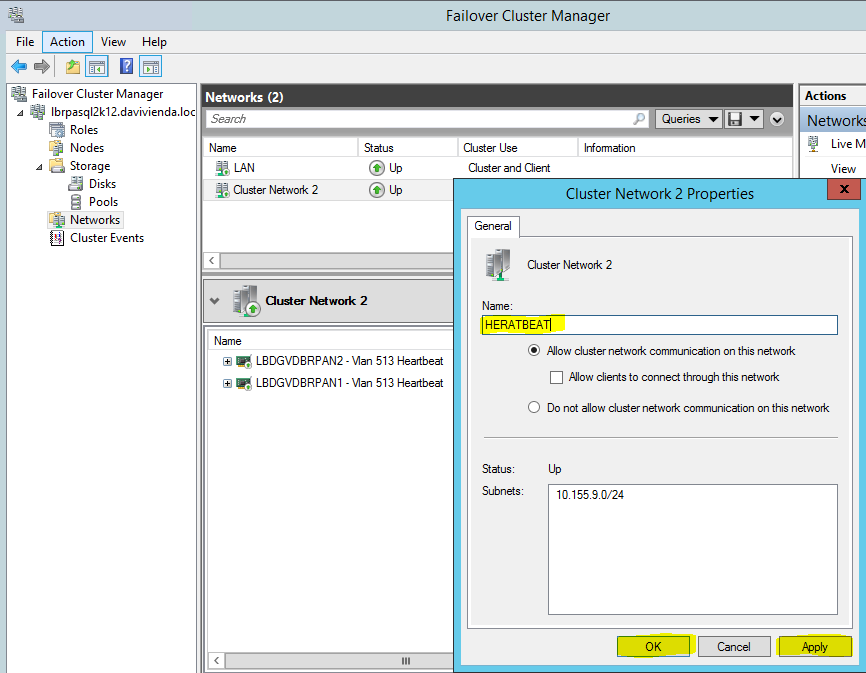 Failover Cluster Manager
File Action View Help
Failover Cluster Manager
lbrpasql2k12.davivienda.loc
Roles
Nodes
Storage
Disks
Pools
Networks
Cluster Events
Networks (2)
Search
Queries
Name Status Cluster Use Information
LAN Up Cluster and Client
Cluster Network 2 Up
Cluster Network 2
Name
LBDGVDBRPAN2 - Vlan 513 Heartbeat
LBDGVDBRPAN1 - Vlan 513 Heartbeat
Actions
Networks
Live M
View
Cluster Network 2 Properties
X
General
Cluster Network 2
Name:
HERATBEAT
Allow cluster network communication on this network
Allow clients to connect through this network
Do not allow cluster network communication on this network
Status: Up
Subnets: 10.155.9.0/24
OK Cancel Apply